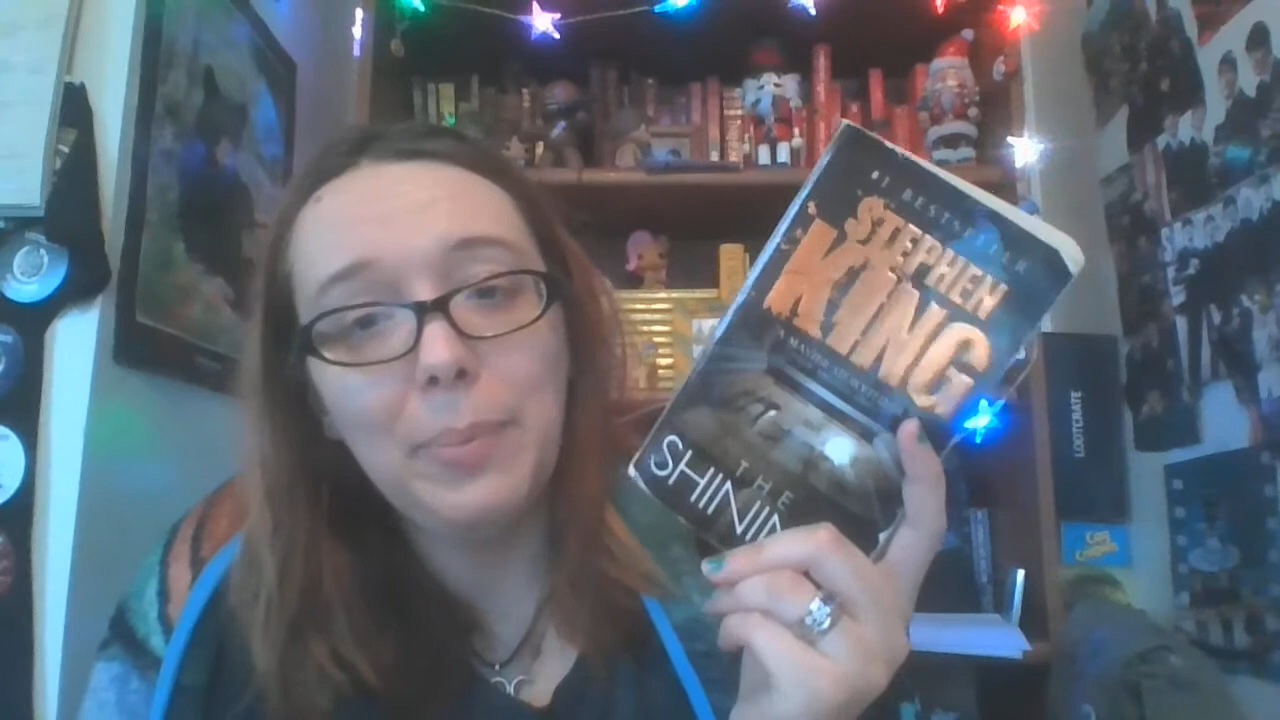 #1 BESTSELLER
STEPHEN
KING
THE
SHININ
LOOTCRATE